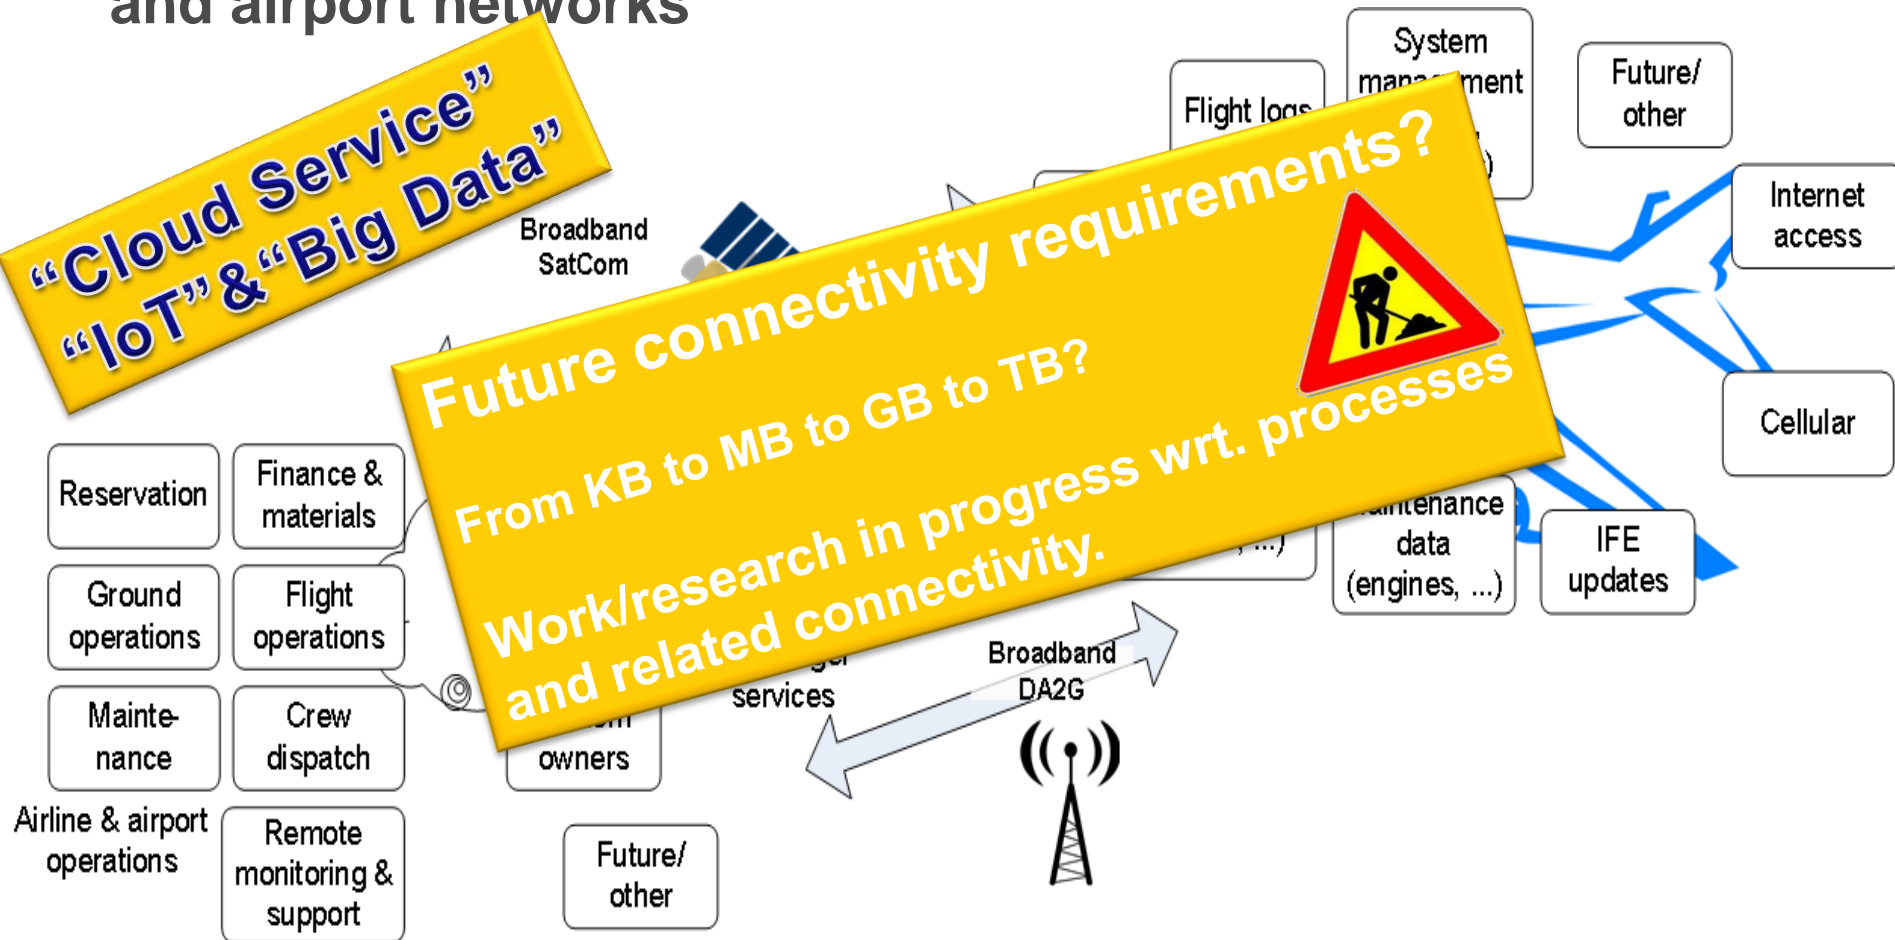 and airport networks
“Cloud Service”
“IoT”&“Big Data”
Broadband
SatCom
Flight logs
System
Future/
other
Internet
access
Cellular
Future connectivity requirements?
From KB to MB to GB to TB?
Work/research in progress wrt. processes
and related connectivity.
Reservation
Finance &
materials
Ground
operations
Flight
operations
Mainte-
nance
Crew
dispatch
Airline & airport
operations
Remote
monitoring &
support
owners
services
Future/
other
Broadband
DA2G
, ...)
data
(engines, ...)
IFE
updates